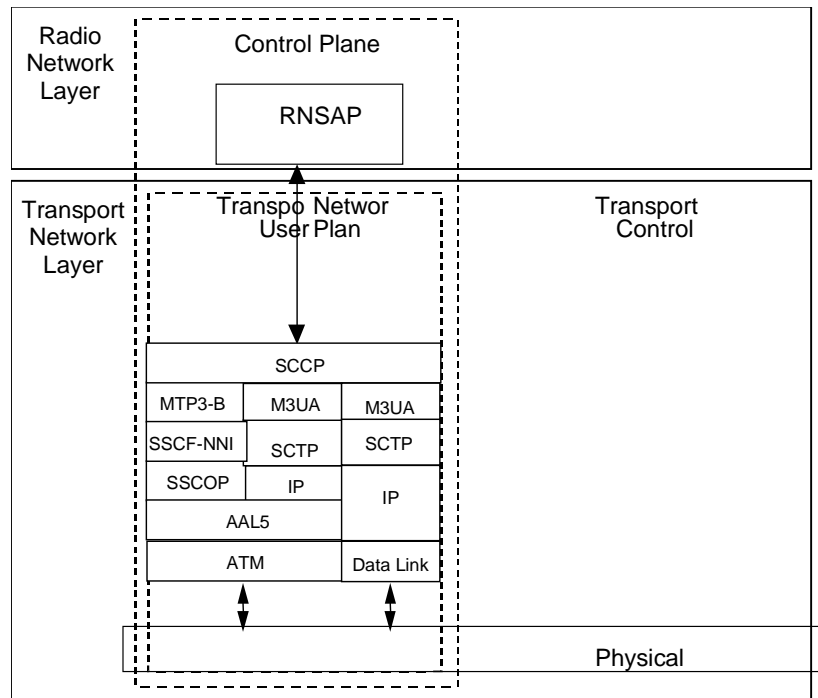 Radio
Network
Layer
Control Plane
RNSAP
Transport
Network
Layer
Transpo Networ
User Plan
Transport
Control
SCCP
MTP3-B
M3UA
M3UA
SSCF-NNI
SCTP
SCTP
SSCOP
IP
IP
AAL5
ATM
Data Link
Physical